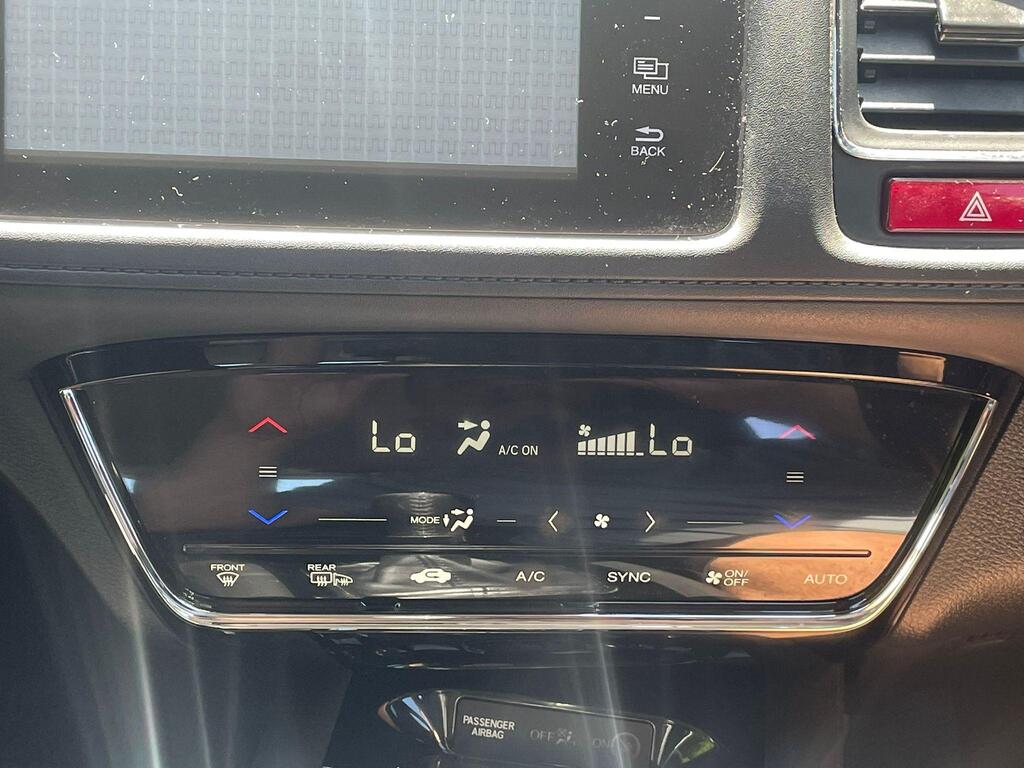 MENU
BACK
Lo
A/C ON
Lo
MODE
FRONT
REAR
A/C
SYNC
ON/
OFF
AUTO
PASSENGER
AIRBAG
OFF
ON